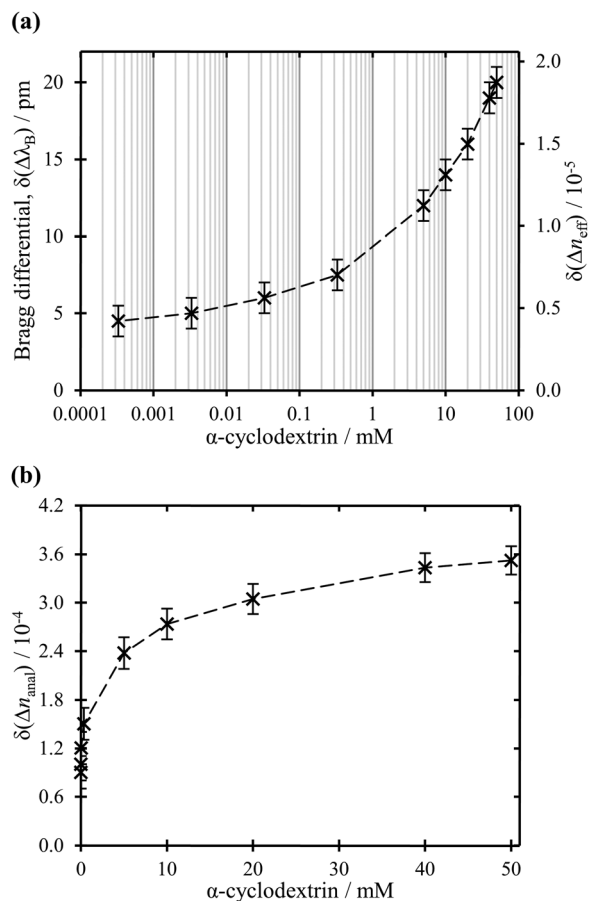 (a)
Bragg differential, δ(ΔλB) / pm
20
15
10
5
0
2.0
1.5
1.0
0.5
0.0
δ(Δneff) / 10-5
0.0001 0.001 0.01 0.1 1 10 100
α-cyclodextrin / mM
(b)
δ(Δnanal) / 10-4
4.2
3.6
3.0
2.4
1.8
1.2
0.6
0.0
0 10 20 30 40 50
α-cyclodextrin / mM